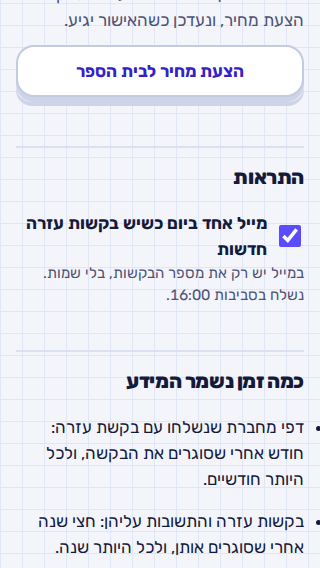 הצעת מחיר, ונעדכן כשהאישור יגיע.
הצעת מחיר לבית הספר
התראות
מייל אחד ביום כשיש בקשות עזרה
חדשות
במייל יש רק את מספר הבקשות, בלי שמות.
נשלח בסביבות 16:00.
כמה זמן נשמר המידע
דפי מחברת שנשלחו עם בקשת עזרה:
חודש אחרי שסוגרים את הבקשה, ולכל
היותר חודשיים.
בקשות עזרה והתשובות עליהן: חצי שנה
אחרי שסוגרים אותן, ולכל היותר שנה.